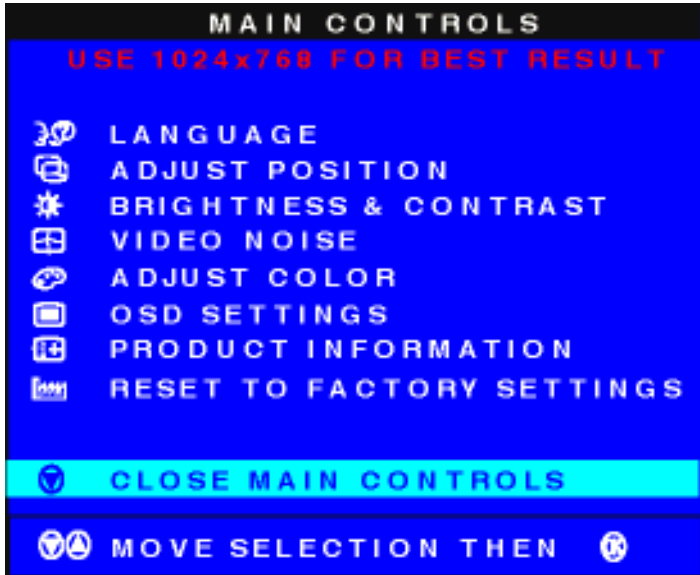 MAIN CONTROLS
USE 1024x768 FOR BEST RESULT
LANGUAGE
ADJUST POSITION
BRIGHTNESS & CONTRAST
VIDEO NOISE
ADJUST COLOR
OSD SETTINGS
PRODUCT INFORMATION
RESET TO FACTORY SETTINGS
CLOSE MAIN CONTROLS
MOVE SELECTION THEN OK